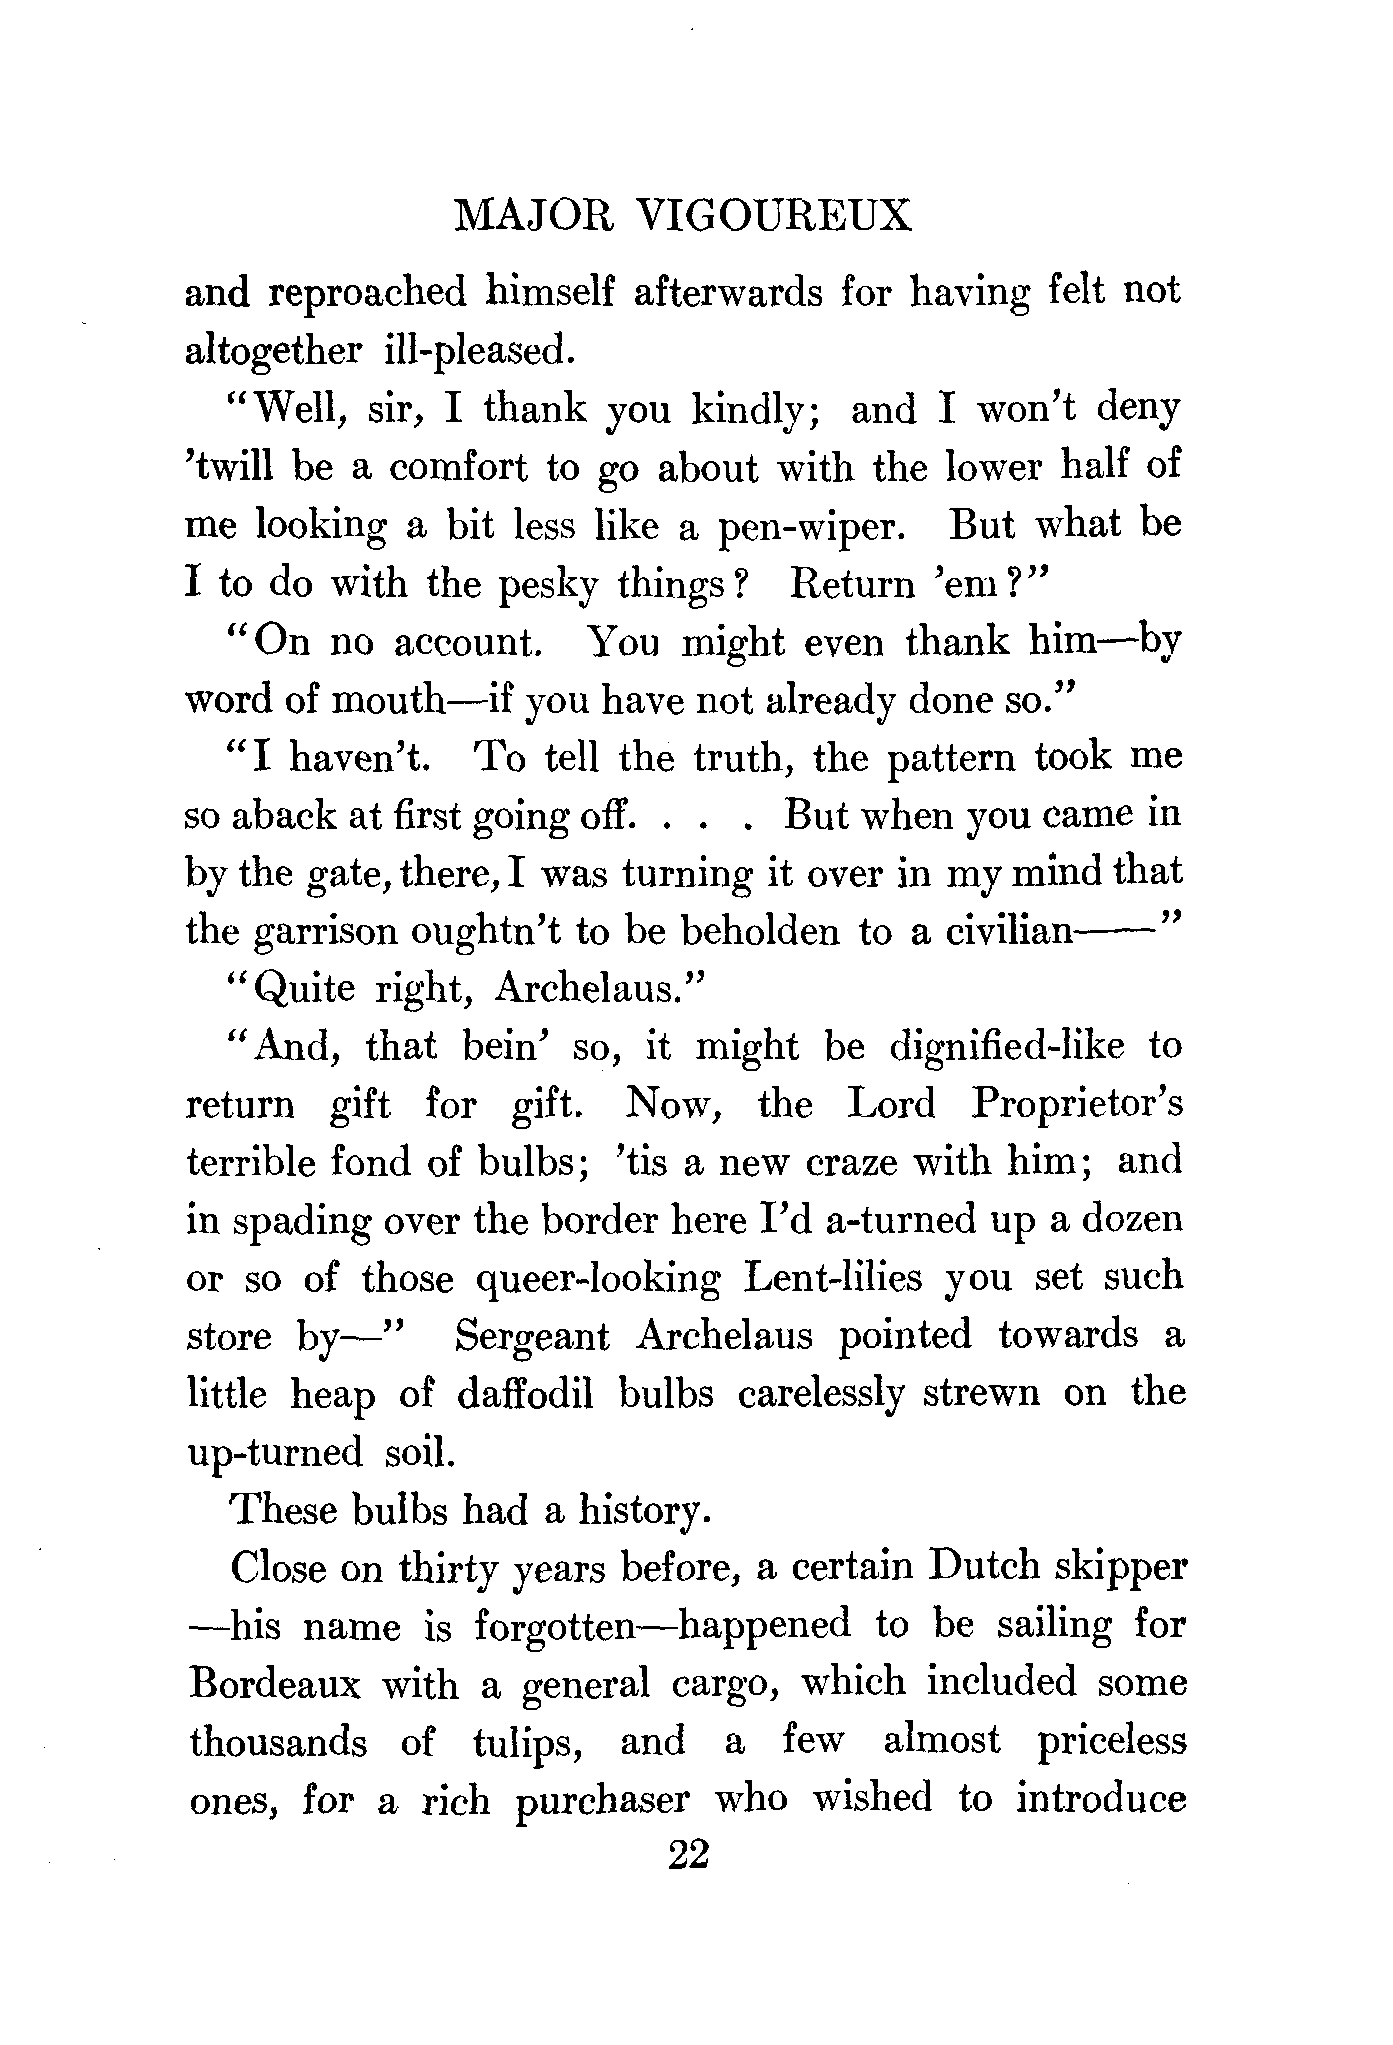 MAJOR VIGOUREUX
and reproached himself afterwards for having felt not
altogether ill-pleased.
“Well, sir, I thank you kindly; and I won’t deny
’twill be a comfort to go about with the lower half of
me looking a bit less like a pen-wiper. But what be
I to do with the pesky things? Return ’em?”
“On no account. You might even thank him—by
word of mouth—if you have not already done so.”
“I haven’t. To tell the truth, the pattern took me
so aback at first going off. . . . But when you came in
by the gate, there, I was turning it over in my mind that
the garrison oughtn’t to be beholden to a civilian——”
“Quite right, Archelaus.”
“And, that bein’ so, it might be dignified-like to
return gift for gift. Now, the Lord Proprietor’s
terrible fond of bulbs; ’tis a new craze with him; and
in spading over the border here I’d a-turned up a dozen
or so of those queer-looking Lent-lilies you set such
store by—” Sergeant Archelaus pointed towards a
little heap of daffodil bulbs carelessly strewn on the
up-turned soil.
These bulbs had a history.
Close on thirty years before, a certain Dutch skipper
—his name is forgotten—happened to be sailing for
Bordeaux with a general cargo, which included some
thousands of tulips, and a few almost priceless
ones, for a rich purchaser who wished to introduce
22